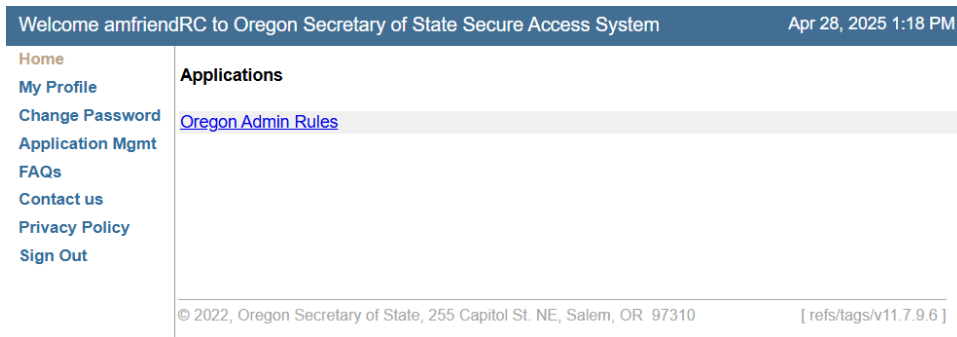 Welcome amfriendRC to Oregon Secretary of State Secure Access System Apr 28, 2025 1:18 PM
Home
My Profile
Change Password
Application Mgmt
FAQs
Contact us
Privacy Policy
Sign Out
Applications
Oregon Admin Rules
© 2022, Oregon Secretary of State, 255 Capitol St. NE, Salem, OR 97310 [ refs/tags/v11.7.9.6 ]